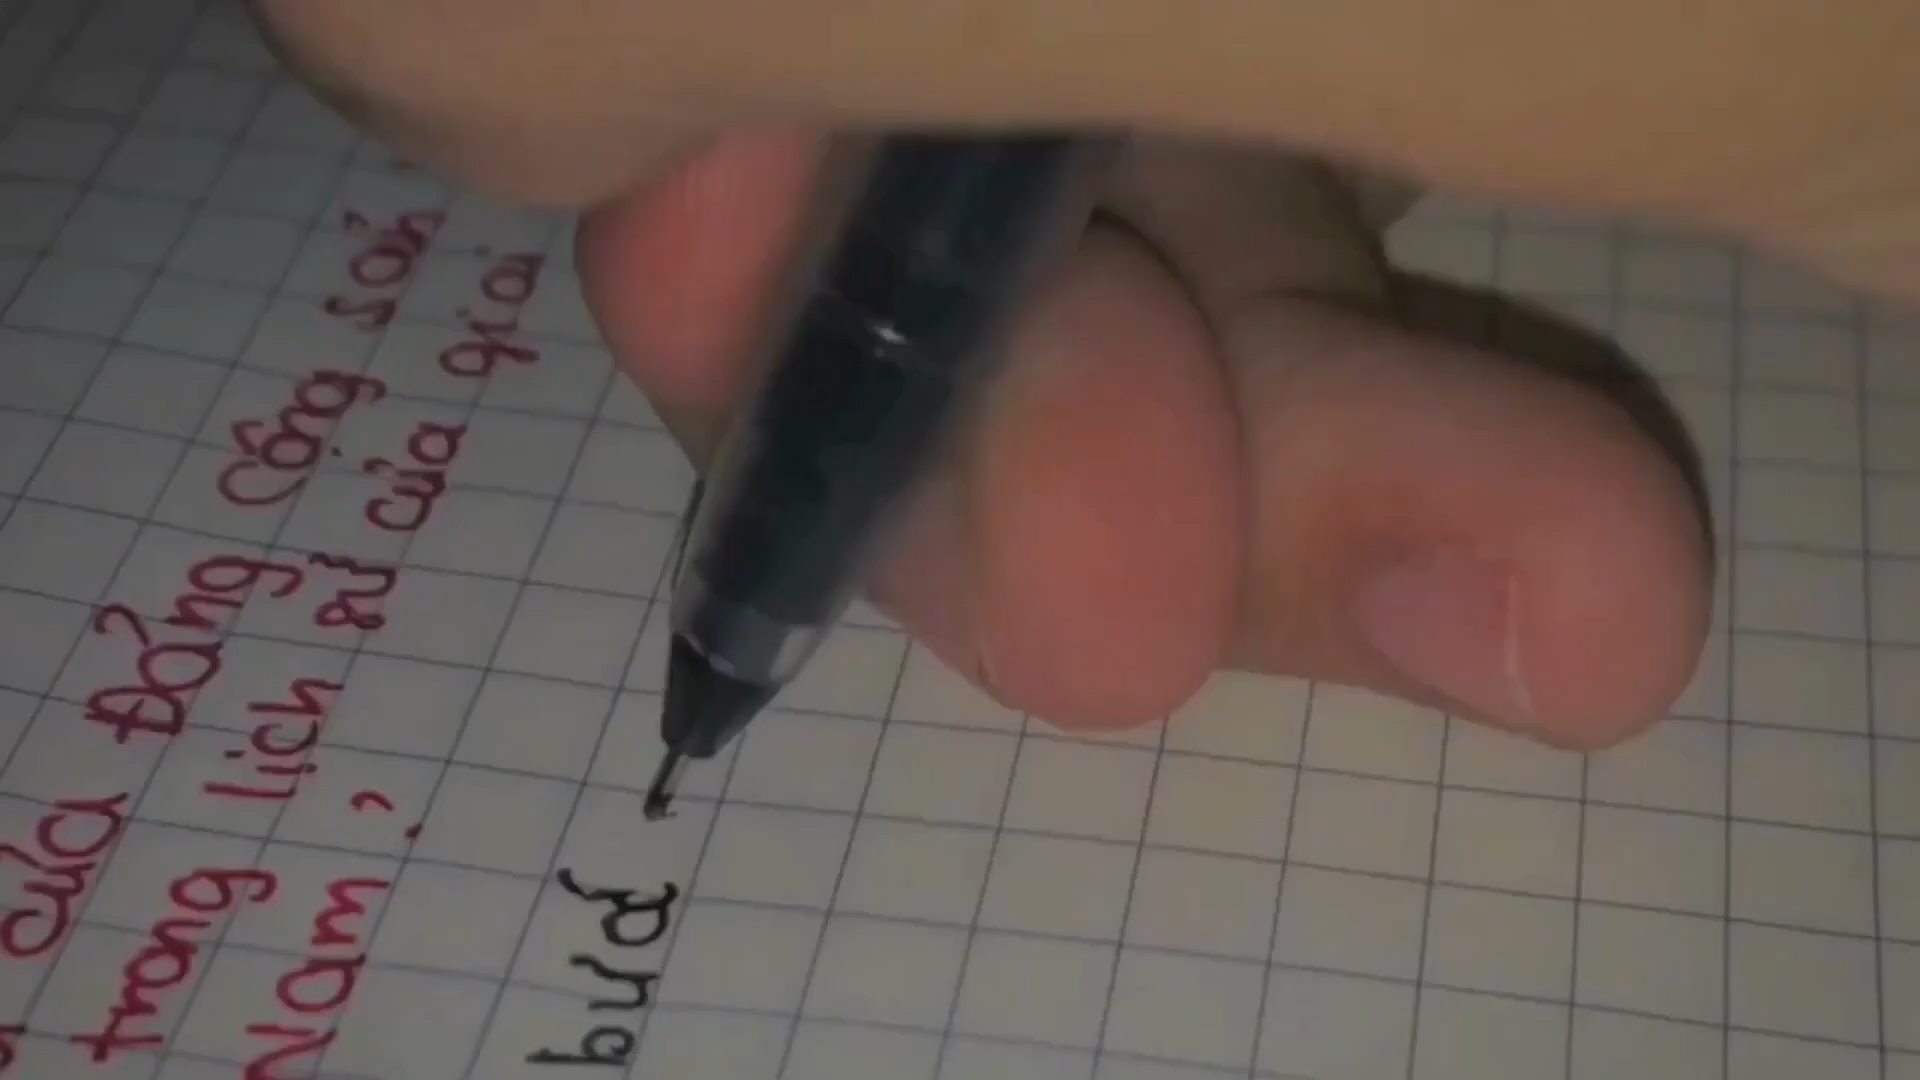 của Đảng Cộng sản
trong lịch sử của giai
Nam,
bướ